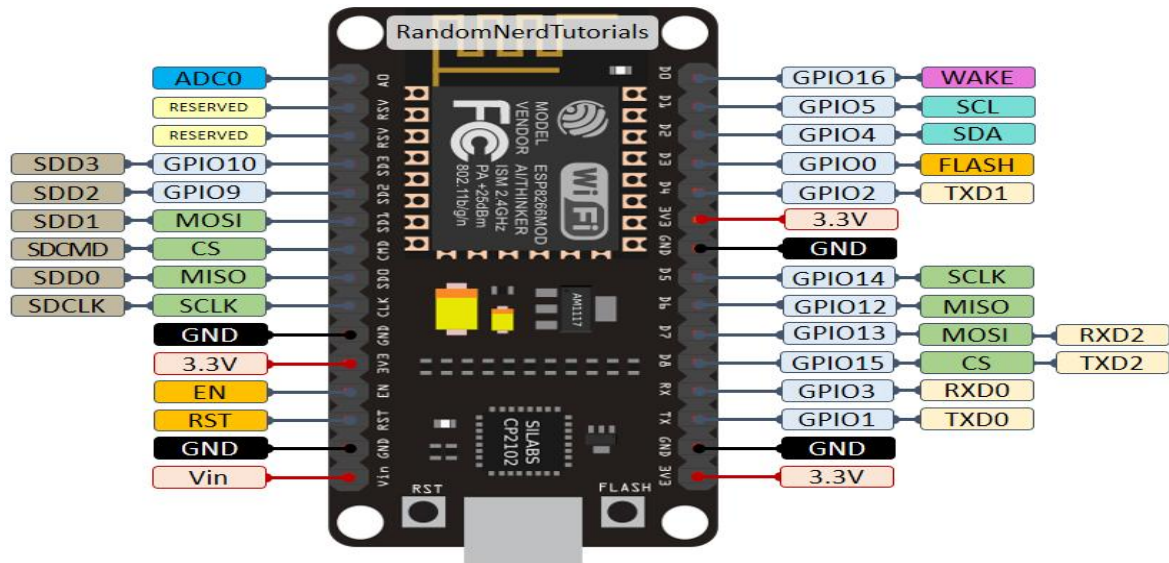 RandomNerdTutorials
ADC0
RESERVED
RESERVED
SDD3 GPIO10
SDD2 GPIO9
SDD1 MOSI
SDCMD CS
SDD0 MISO
SDCLK SCLK
GND
3.3V
EN
RST
GND
Vin
A0
RSV
RSV
SD3
SD2
SD1
CMD
SD0
CLK
GND
3V3
EN
RST
GND
Vin
MODEL ESP8266MOD
VENDOR AI/THINKER
ISM 2.4GHz
PA +25dBm
802.11b/g/n
FC
WiFi
AM1117
SILABS
CP2102
RST
FLASH
D0
D1
D2
D3
D4
3V3
GND
D5
D6
D7
D8
RX
TX
GND
3V3
GPIO16 WAKE
GPIO5 SCL
GPIO4 SDA
GPIO0 FLASH
GPIO2 TXD1
3.3V
GND
GPIO14 SCLK
GPIO12 MISO
GPIO13 MOSI RXD2
GPIO15 CS TXD2
GPIO3 RXD0
GPIO1 TXD0
GND
3.3V